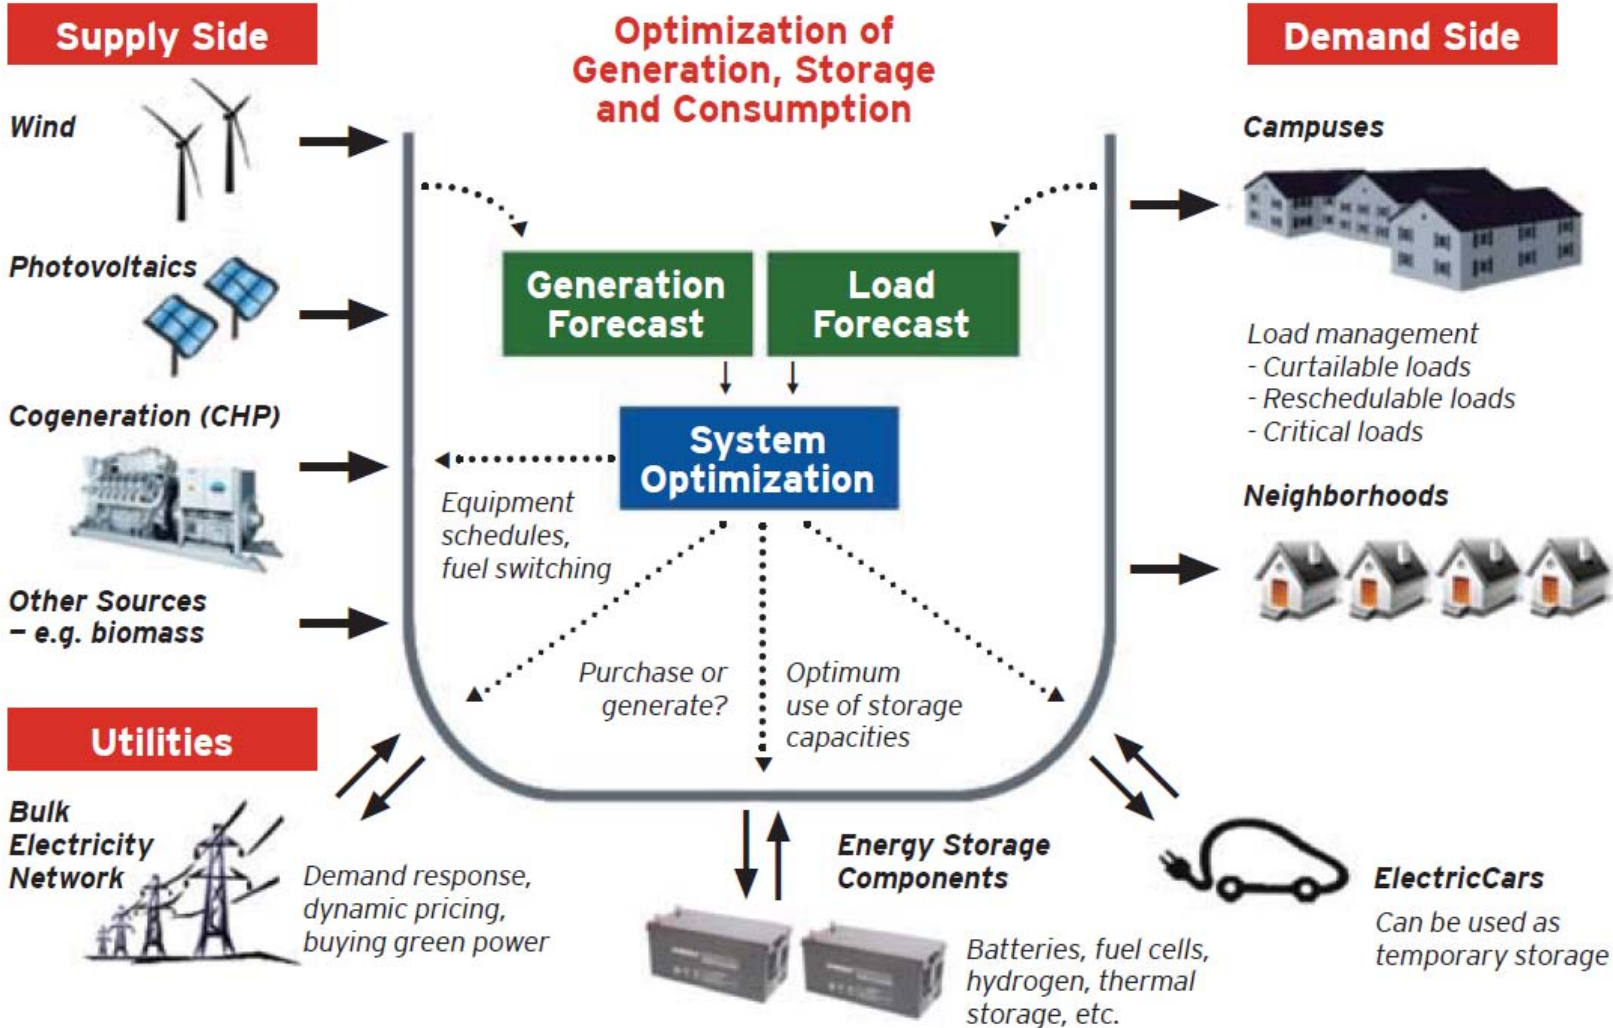 Supply Side
Optimization of
Generation, Storage
and Consumption
Demand Side
Wind
Photovoltaics
Cogeneration (CHP)
Other Sources
– e.g. biomass
Generation
Forecast
Load
Forecast
System
Optimization
Equipment
schedules,
fuel switching
Purchase or
generate?
Optimum
use of storage
capacities
Campuses
Load management
- Curtailable loads
- Reschedulable loads
- Critical loads
Neighborhoods
Utilities
Bulk
Electricity
Network
Demand response,
dynamic pricing,
buying green power
Energy Storage
Components
Batteries, fuel cells,
hydrogen, thermal
storage, etc.
ElectricCars
Can be used as
temporary storage